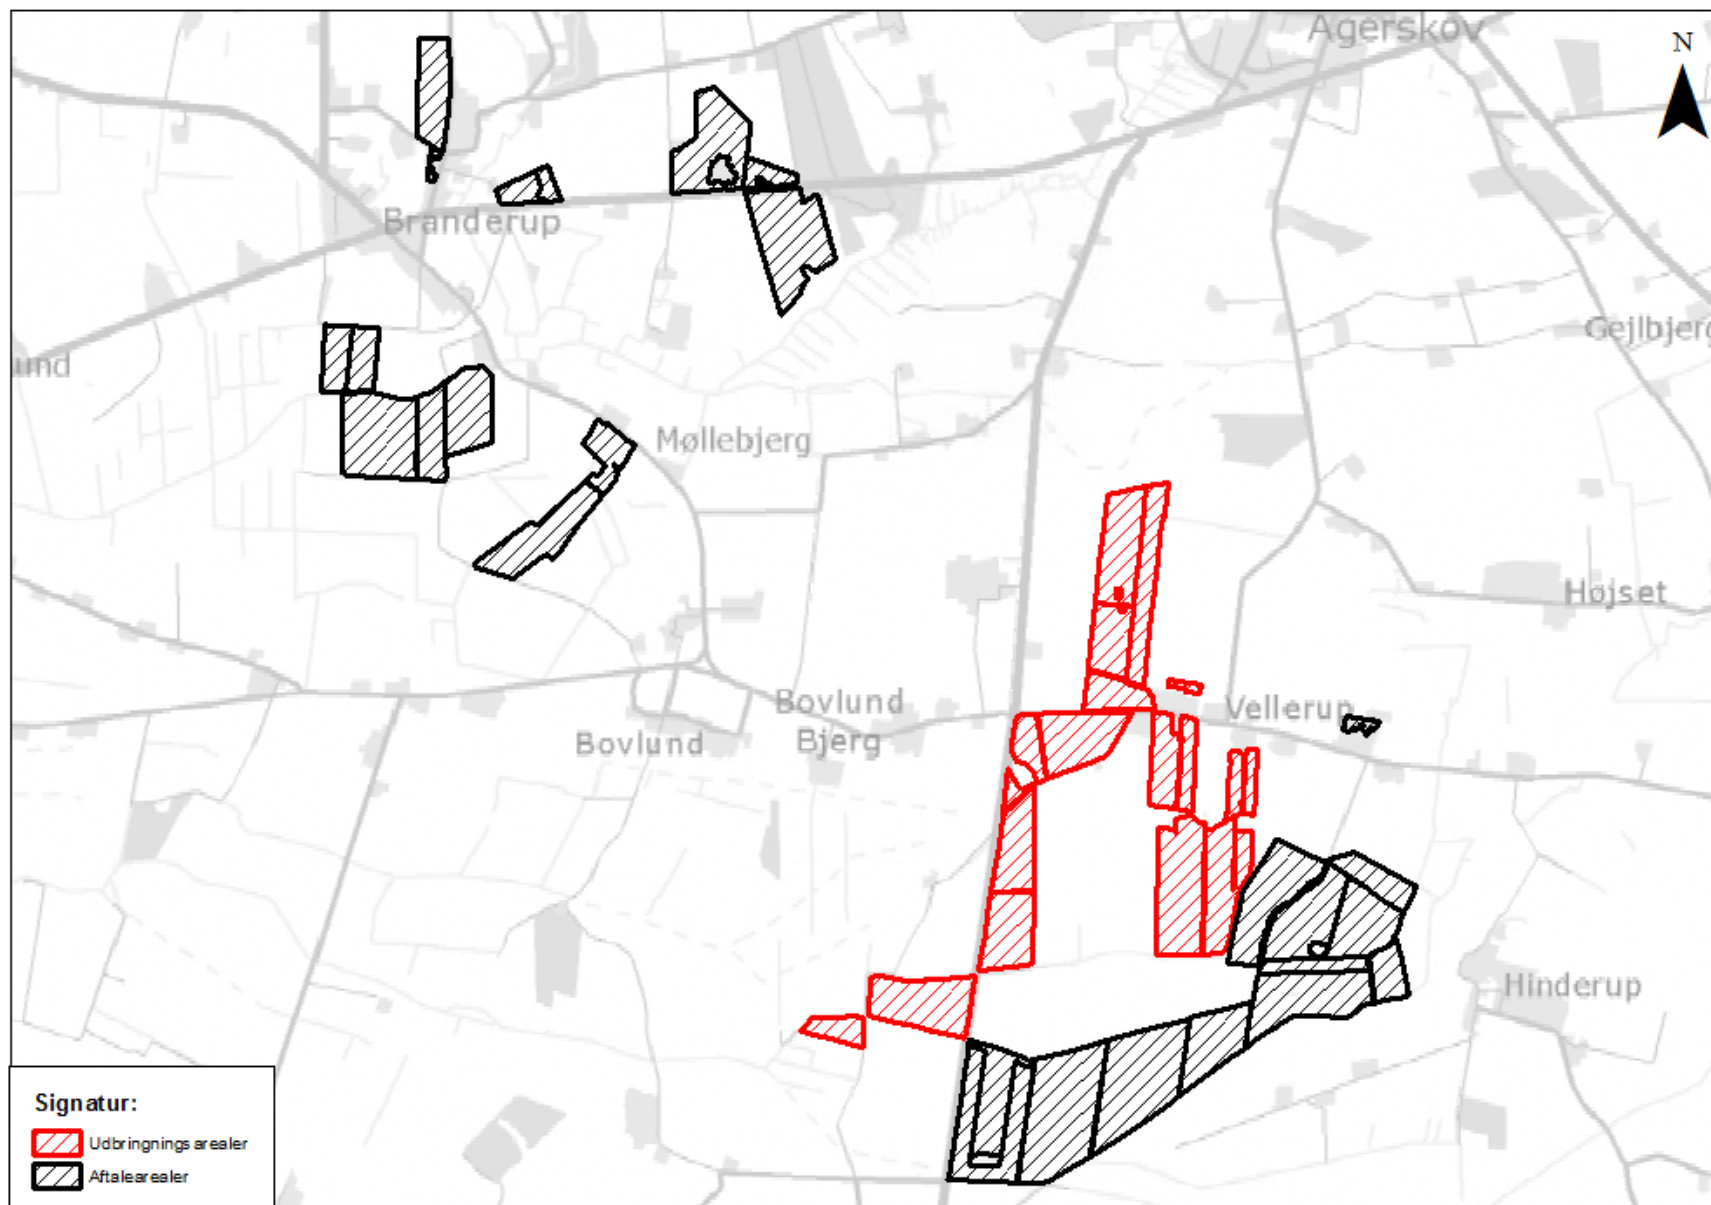 Agerskov
N
Branderup
Gejlbjerg
und
Møllebjerg
Højset
Bovlund
Bjerg
Vellerup
Bovlund
Hinderup
Signatur:
Udbringningsarealer
Aftalearealer